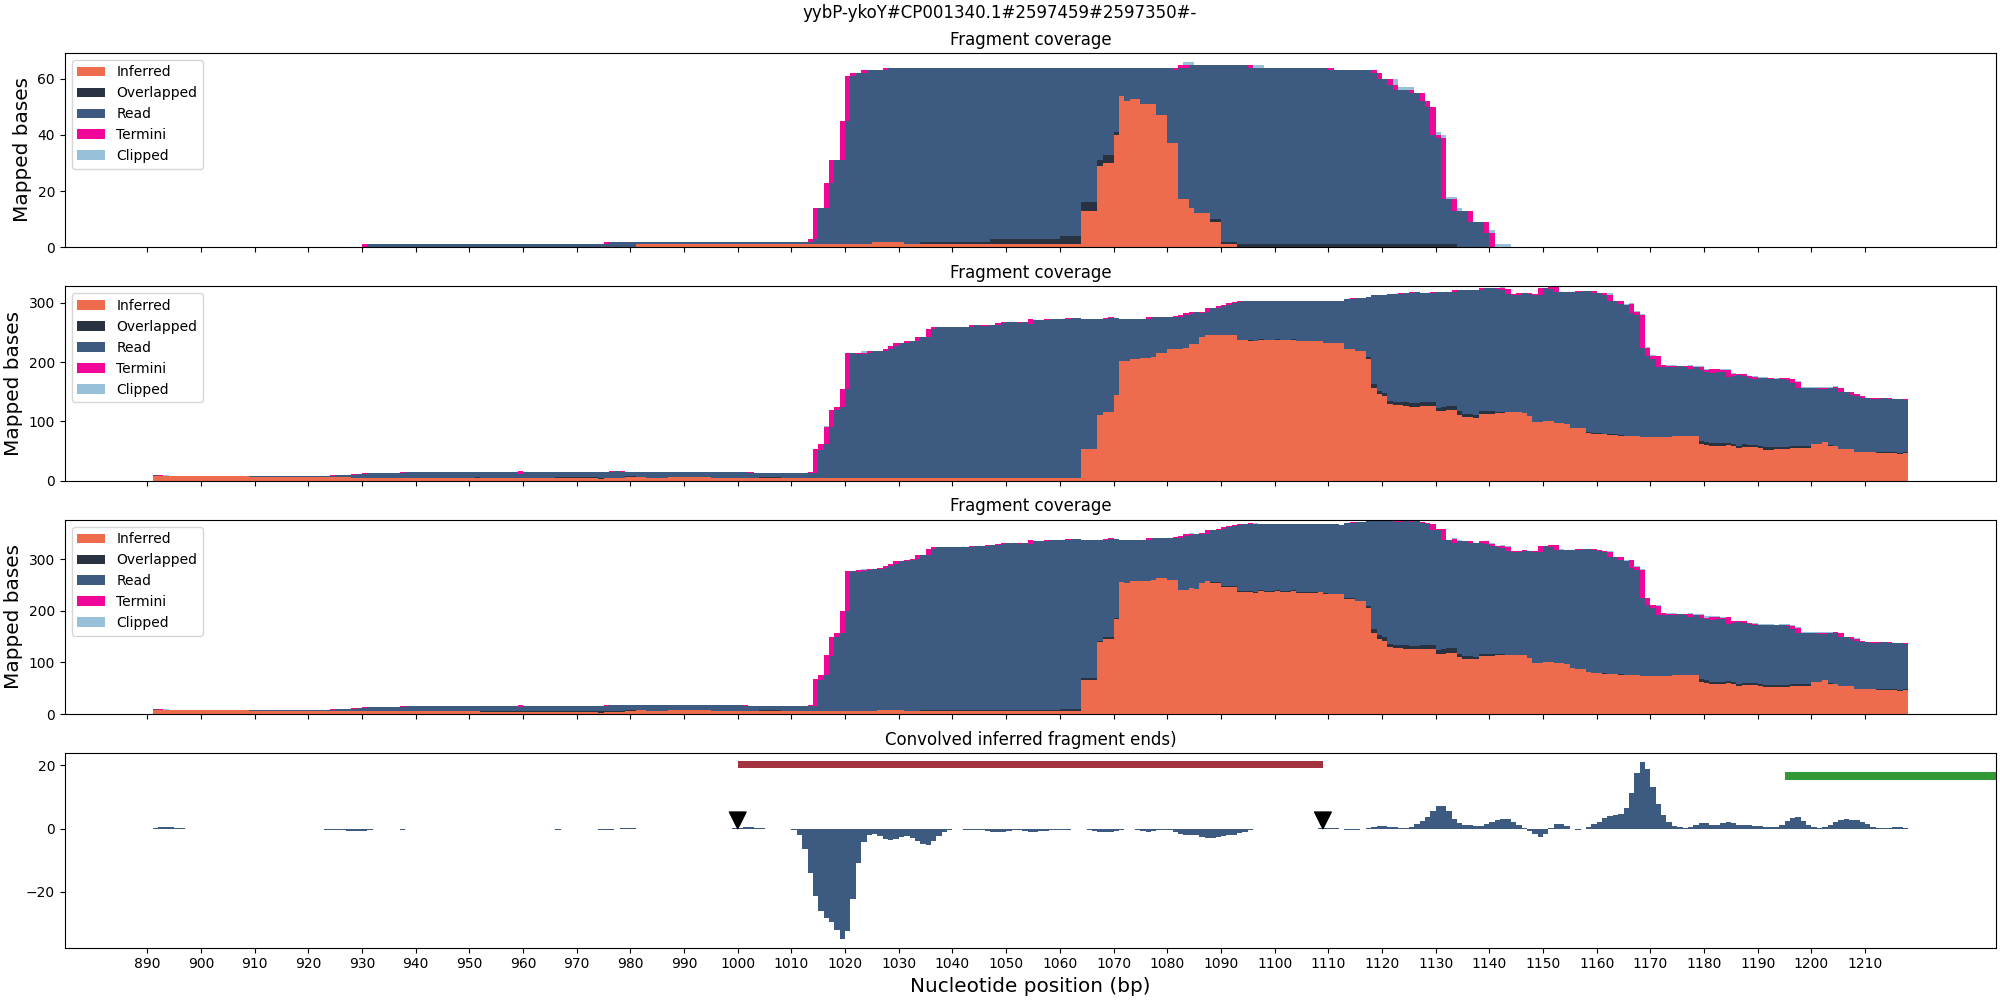 yybP-ykoY#CP001340.1#2597459#2597350#-
Fragment coverage
Mapped bases
60
40
20
0
Inferred
Overlapped
Read
Termini
Clipped
Fragment coverage
Mapped bases
300
200
100
0
Inferred
Overlapped
Read
Termini
Clipped
Fragment coverage
Mapped bases
300
200
100
0
Inferred
Overlapped
Read
Termini
Clipped
Convolved inferred fragment ends)
20
0
−20
890 900 910 920 930 940 950 960 970 980 990 1000 1010 1020 1030 1040 1050 1060 1070 1080 1090 1100 1110 1120 1130 1140 1150 1160 1170 1180 1190 1200 1210
Nucleotide position (bp)